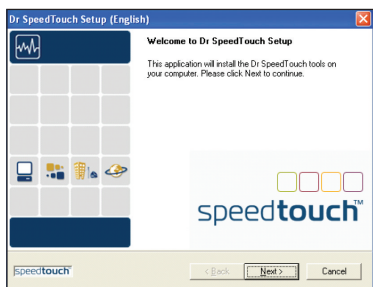 Dr SpeedTouch Setup (English)
Welcome to Dr SpeedTouch Setup
This application will install the Dr SpeedTouch tools on
your computer. Please click Next to continue.
speedtouch™
speedtouch™
< Back Next > Cancel